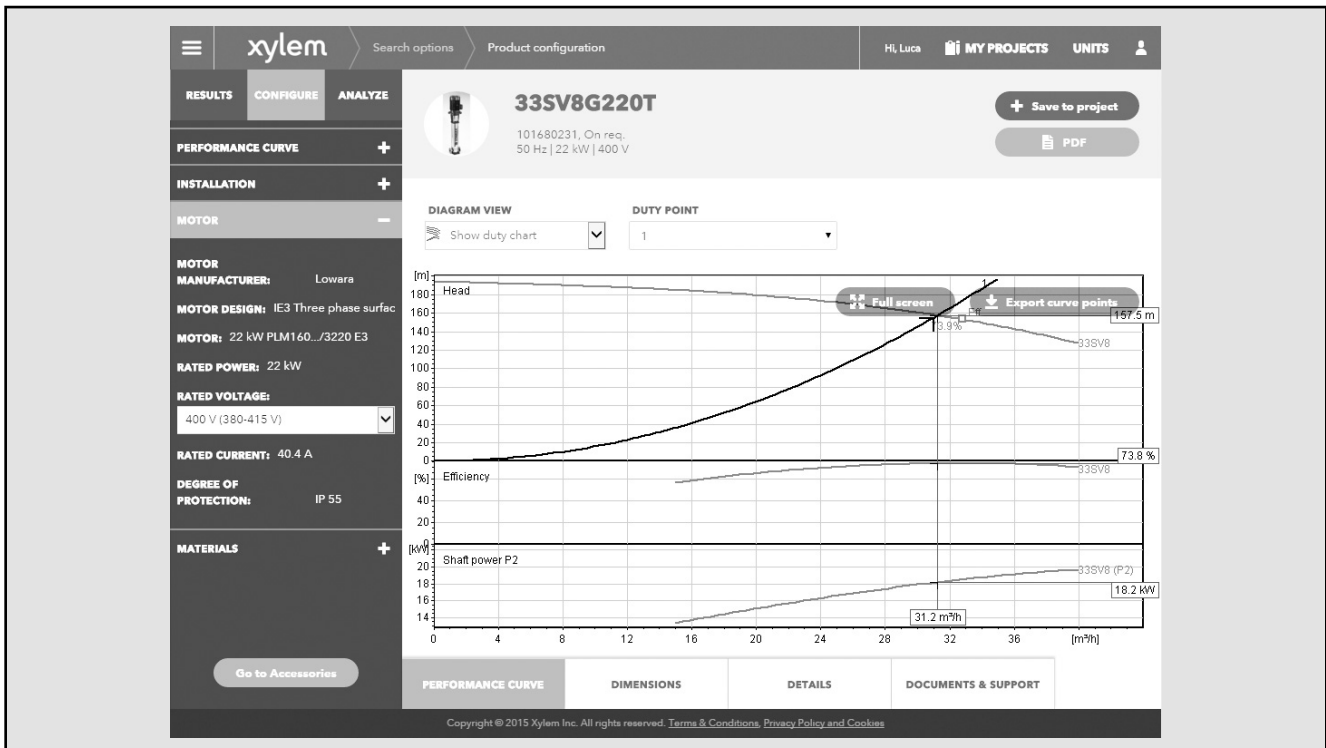 xylem
Search options
Product configuration
Hi, Luca
MY PROJECTS
UNITS
RESULTS
CONFIGURE
ANALYZE
PERFORMANCE CURVE
INSTALLATION
MOTOR
MOTOR
MANUFACTURER: Lowara
MOTOR DESIGN: IE3 Three phase surfac
MOTOR: 22 kW PLM160.../3220 E3
RATED POWER: 22 kW
RATED VOLTAGE:
400 V (380-415 V)
RATED CURRENT: 40.4 A
DEGREE OF
PROTECTION: IP 55
MATERIALS
Go to Accessories
33SV8G220T
101680231, On req.
50 Hz | 22 kW | 400 V
Save to project
PDF
DIAGRAM VIEW
Show duty chart
DUTY POINT
1
[m]
Head
180
160
140
120
100
80
60
40
20
0
1
Full screen
Export curve points
Eff
3.9%
157.5 m
33SV8
73.8 %
[%]
Efficiency
33SV8
40
20
0
[kW]
Shaft power P2
33SV8 (P2)
20
18
16
14
18.2 kW
31.2 m³/h
0 4 8 12 16 20 24 28 32 36 [m³/h]
PERFORMANCE CURVE
DIMENSIONS
DETAILS
DOCUMENTS & SUPPORT
Copyright © 2015 Xylem Inc. All rights reserved. Terms & Conditions, Privacy Policy and Cookies